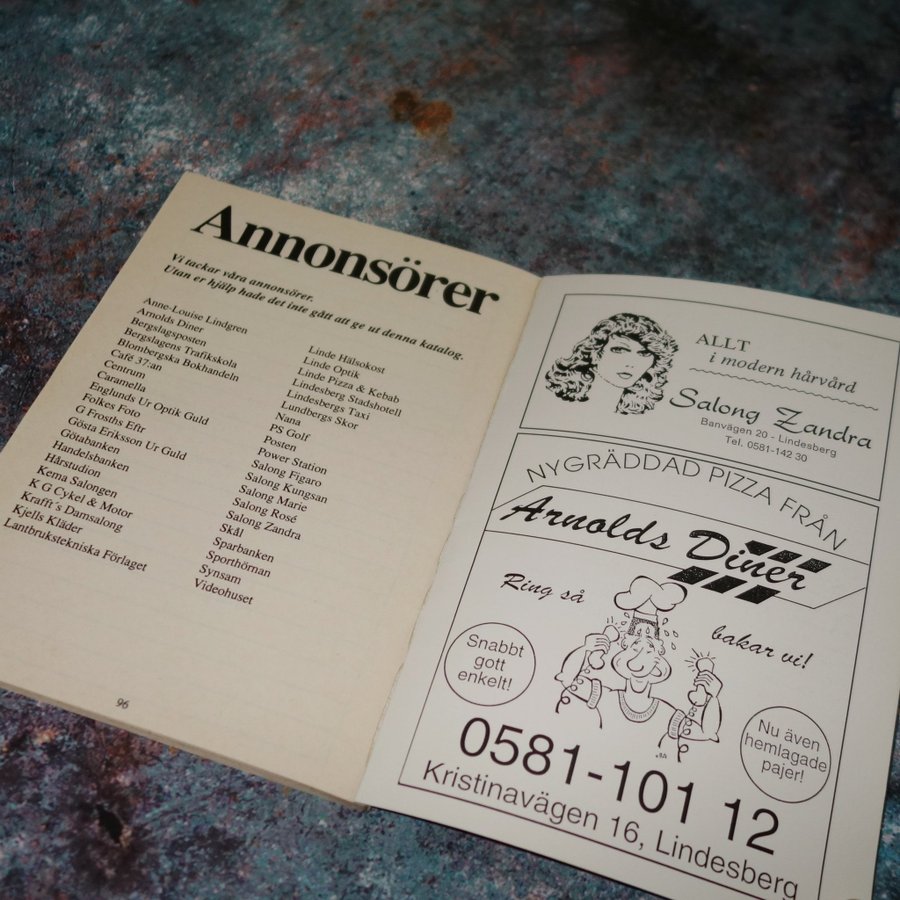 Annonsörer
Vi tackar våra annonsörer.
Utan er hjälp hade det inte gått att ge ut denna katalog.
Anne-Louise Lindgren
Arnolds Diner
Bergslagsposten
Bergslagens Trafikskola
Blombergska Bokhandeln
Café 37:an
Centrum
Caramella
Englunds Ur Optik Guld
Folkes Foto
G Frosths Eftr
Gösta Eriksson Ur Guld
Götabanken
Handelsbanken
Hårstudion
Kema Salongen
K G Cykel & Motor
Krafft´s Damsalong
Kjells Kläder
Lantbrukstekniska Förlaget
Linde Hälsokost
Linde Optik
Linde Pizza & Kebab
Lindesberg Stadshotell
Lindesbergs Taxi
Lundbergs Skor
Nana
PS Golf
Posten
Power Station
Salong Figaro
Salong Kungsan
Salong Marie
Salong Rosé
Salong Zandra
Skål
Sparbanken
Sporthörnan
Synsam
Videohuset
96
ALLT
i modern hårvård
Salong Zandra
Banvägen 20 - Lindesberg
Tel. 0581-142 30
NYGRÄDDAD PIZZA FRÅN
Arnolds Diner
Ring så
bakar vi!
Snabbt
gott
enkelt!
Nu även
hemlagade
pajer!
0581-101 12
Kristinavägen 16, Lindesberg